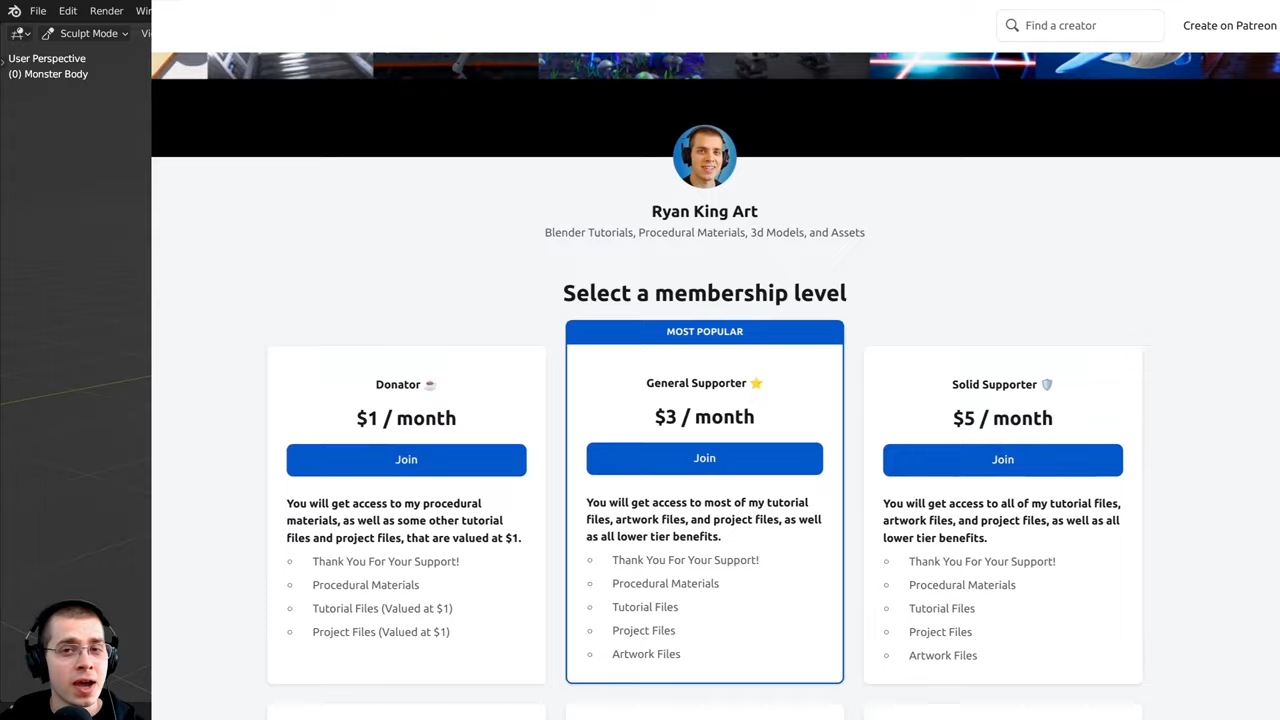 File Edit Render Win
Sculpt Mode Vi
User Perspective
(0) Monster Body
Find a creator
Create on Patreon
Ryan King Art
Blender Tutorials, Procedural Materials, 3d Models, and Assets
Select a membership level
MOST POPULAR
Donator
$1 / month
Join
You will get access to my procedural
materials, as well as some other tutorial
files and project files, that are valued at $1.
Thank You For Your Support!
Procedural Materials
Tutorial Files (Valued at $1)
Project Files (Valued at $1)
General Supporter
$3 / month
Join
You will get access to most of my tutorial
files, artwork files, and project files, as well
as all lower tier benefits.
Thank You For Your Support!
Procedural Materials
Tutorial Files
Project Files
Artwork Files
Solid Supporter
$5 / month
Join
You will get access to all of my tutorial files,
artwork files, and project files, as well as all
lower tier benefits.
Thank You For Your Support!
Procedural Materials
Tutorial Files
Project Files
Artwork Files